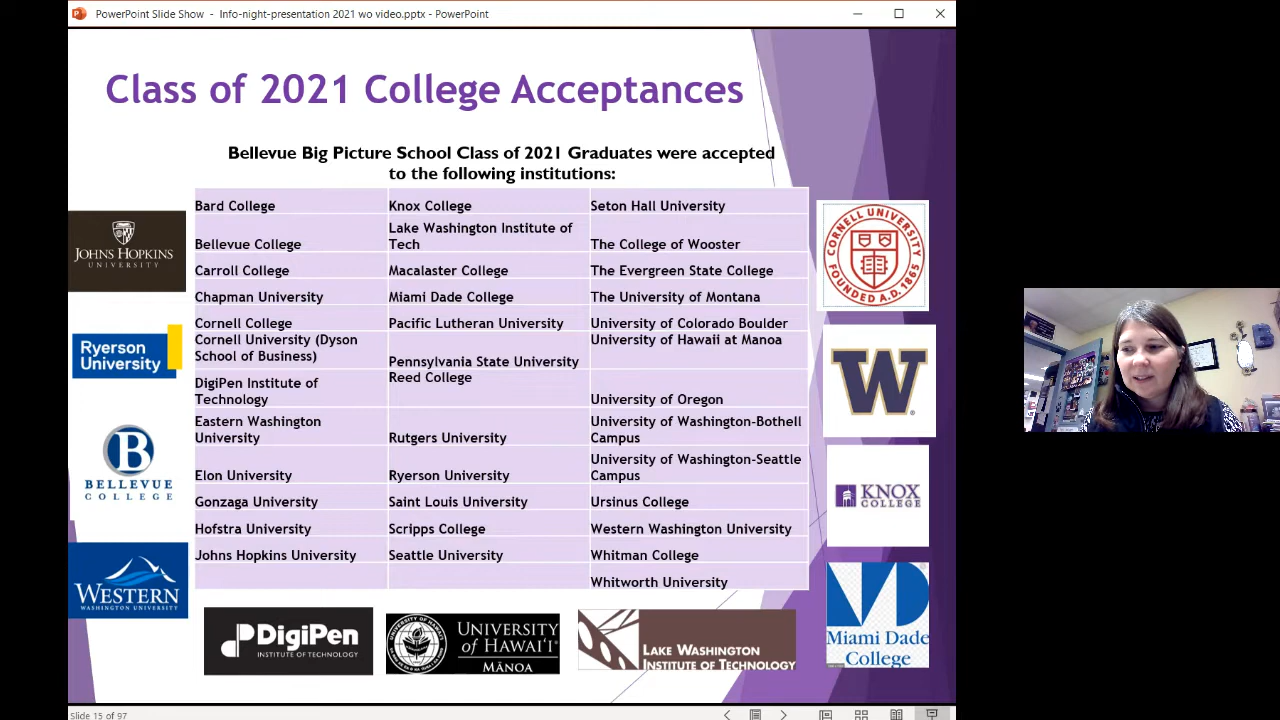 PowerPoint Slide Show - Info-night-presentation 2021 wo video.pptx - PowerPoint
Class of 2021 College Acceptances
Bellevue Big Picture School Class of 2021 Graduates were accepted
to the following institutions:
Bard College
Knox College
Seton Hall University
Bellevue College
Lake Washington Institute of
Tech
The College of Wooster
Carroll College
Macalaster College
The Evergreen State College
Chapman University
Miami Dade College
The University of Montana
Cornell College
Pacific Lutheran University
University of Colorado Boulder
Cornell University (Dyson
School of Business)
Pennsylvania State University
University of Hawaii at Manoa
DigiPen Institute of
Technology
Reed College
University of Oregon
Eastern Washington
University
Rutgers University
University of Washington-Bothell
Campus
Elon University
Ryerson University
University of Washington-Seattle
Campus
Gonzaga University
Saint Louis University
Ursinus College
Hofstra University
Scripps College
Western Washington University
Johns Hopkins University
Seattle University
Whitman College
Whitworth University
JOHNS HOPKINS
UNIVERSITY
Ryerson
University
B
BELLEVUE
COLLEGE
WESTERN
WASHINGTON UNIVERSITY
CORNELL UNIVERSITY
FOUNDED A.D. 1865
W
KNOX
COLLEGE
MD
Miami Dade
College
DigiPen
INSTITUTE OF TECHNOLOGY
UNIVERSITY
of HAWAI'I
MĀNOA
LAKE WASHINGTON
INSTITUTE OF TECHNOLOGY
Slide 15 of 97